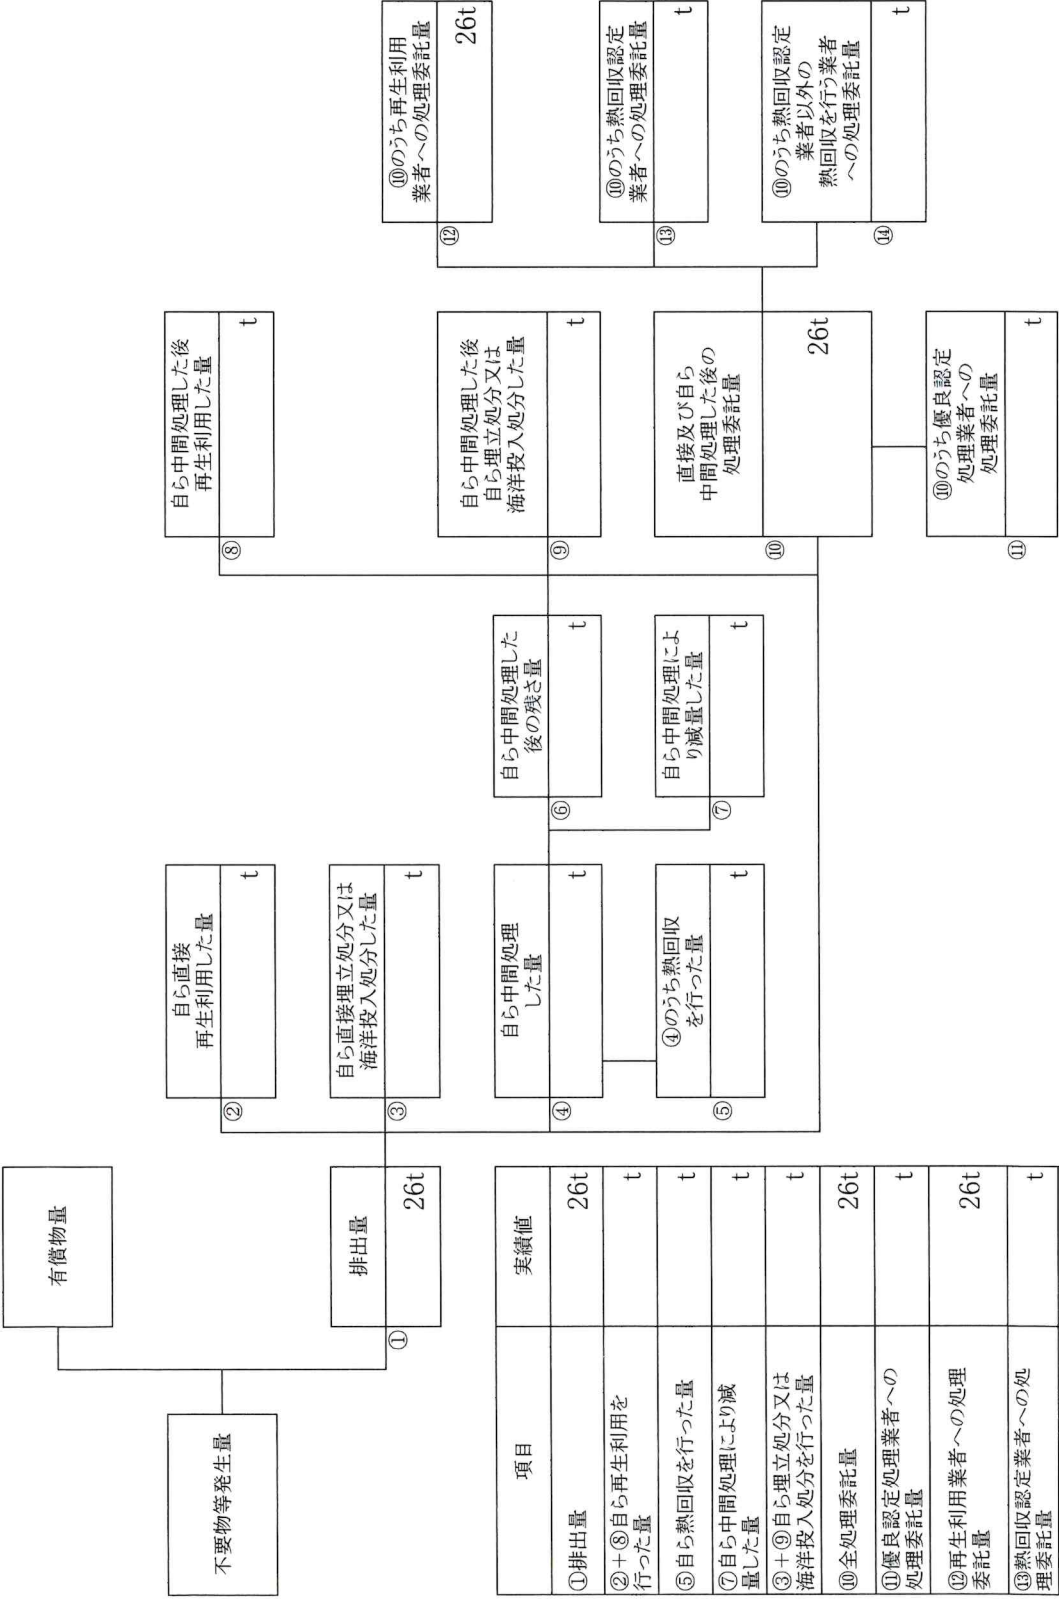 不要物等発生量
有償物量
①
排出量
26t
②
自ら直接
再生利用した量
t
③
自ら直接埋立処分又は
海洋投入処分した量
t
④
自ら中間処理
した量
t
⑤
④のうち熱回収
を行った量
t
⑥
自ら中間処理した
後の残さ量
t
⑦
自ら中間処理によ
り減量した量
t
⑧
自ら中間処理した後
再生利用した量
t
⑨
自ら中間処理した後
自ら埋立処分又は
海洋投入処分した量
t
⑩
直接及び自ら
中間処理した後の
処理委託量
26t
⑪
⑩のうち優良認定
処理業者への
処理委託量
t
⑫
⑩のうち再生利用
業者への処理委託量
26t
⑬
⑩のうち熱回収認定
業者への処理委託量
t
⑭
⑩のうち熱回収認定
業者以外の
熱回収を行う業者
への処理委託量
t
項目 実績値
①排出量 26t
②+⑧自ら再生利用を
行った量 t
⑤自ら熱回収を行った量 t
⑦自ら中間処理により減
量した量 t
③+⑨自ら埋立処分又は
海洋投入処分を行った量 t
⑩全処理委託量 26t
⑪優良認定処理業者への
処理委託量 t
⑫再生利用業者への処理
委託量 26t
⑬熱回収認定業者への処
理委託量 t